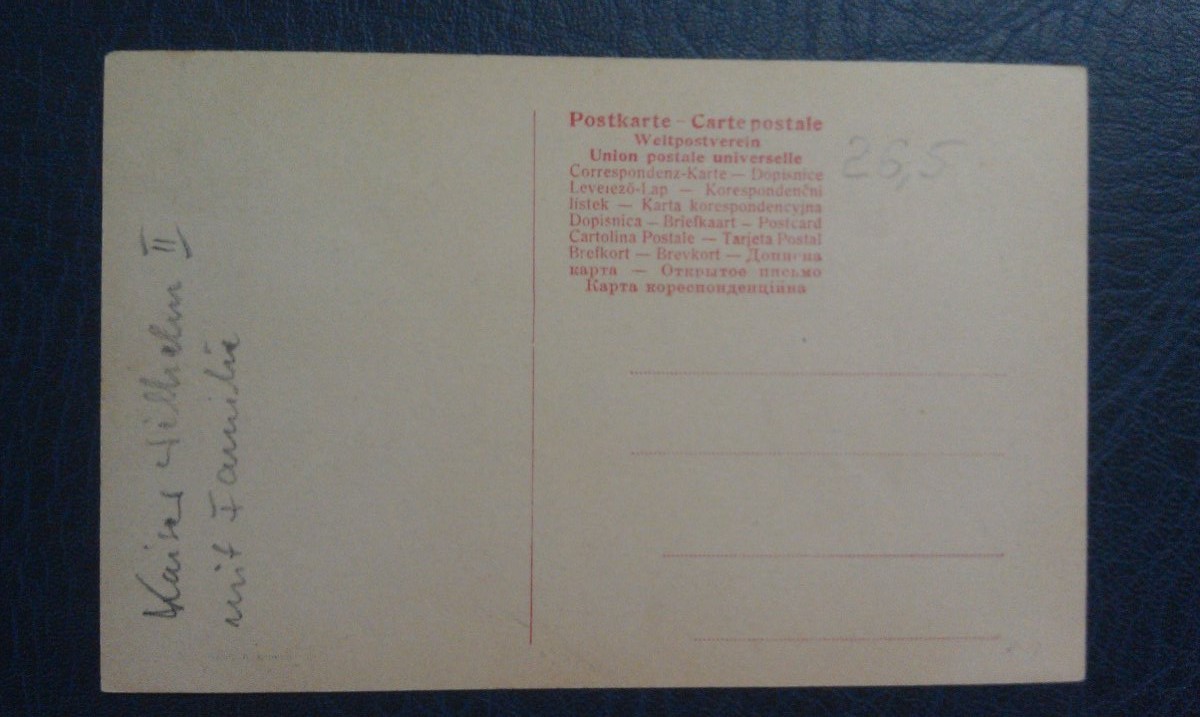 Kaiser Wilhelm II
mit Familie
Postkarte – Carte postale
Weltpostverein
Union postale universelle
Correspondenz-Karte — Dopisnice
Levelező-Lap — Korespondenční
lístek — Karta korespondencyjna
Dopisnica — Briefkaart — Postcard
Cartolina Postale — Tarjeta Postal
Brefkort — Brevkort — Дописна
карта — Открытое письмо
Карта кореспонденційна
26,5